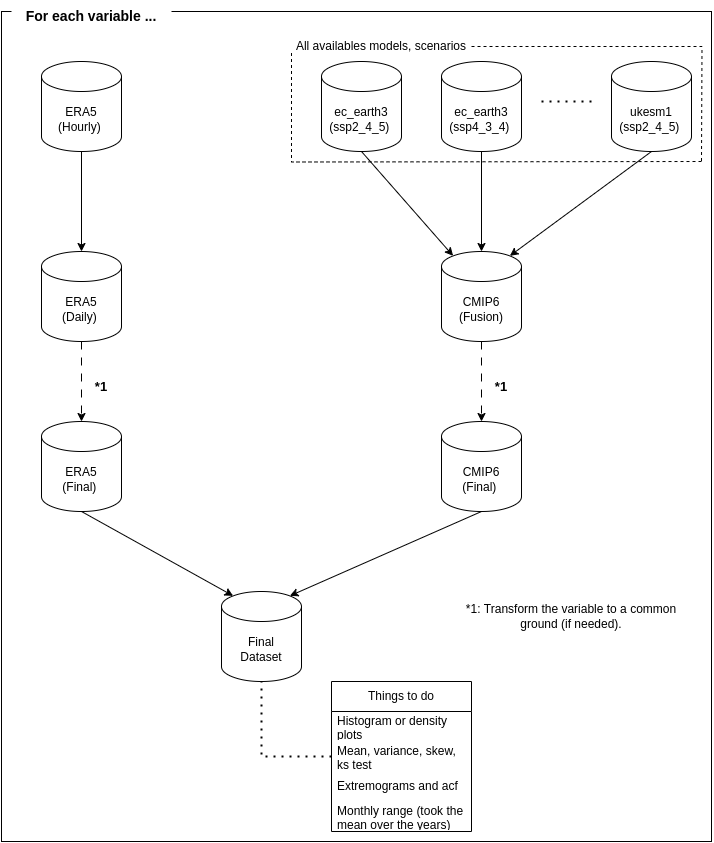 For each variable ...
All availables models, scenarios
ERA5
(Hourly)
ec_earth3
(ssp2_4_5)
ec_earth3
(ssp4_3_4)
ukesm1
(ssp2_4_5)
ERA5
(Daily)
CMIP6
(Fusion)
*1
*1
ERA5
(Final)
CMIP6
(Final)
*1: Transform the variable to a common
ground (if needed).
Final
Dataset
Things to do
Histogram or density
plots
Mean, variance, skew,
ks test
Extremograms and acf
Monthly range (took the
mean over the years)